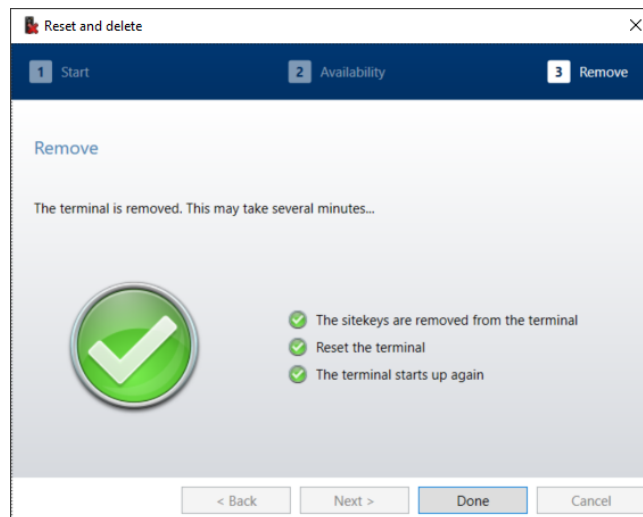 Reset and delete
1 Start
2 Availability
3 Remove
Remove
The terminal is removed. This may take several minutes...
The sitekeys are removed from the terminal
Reset the terminal
The terminal starts up again
< Back
Next >
Done
Cancel